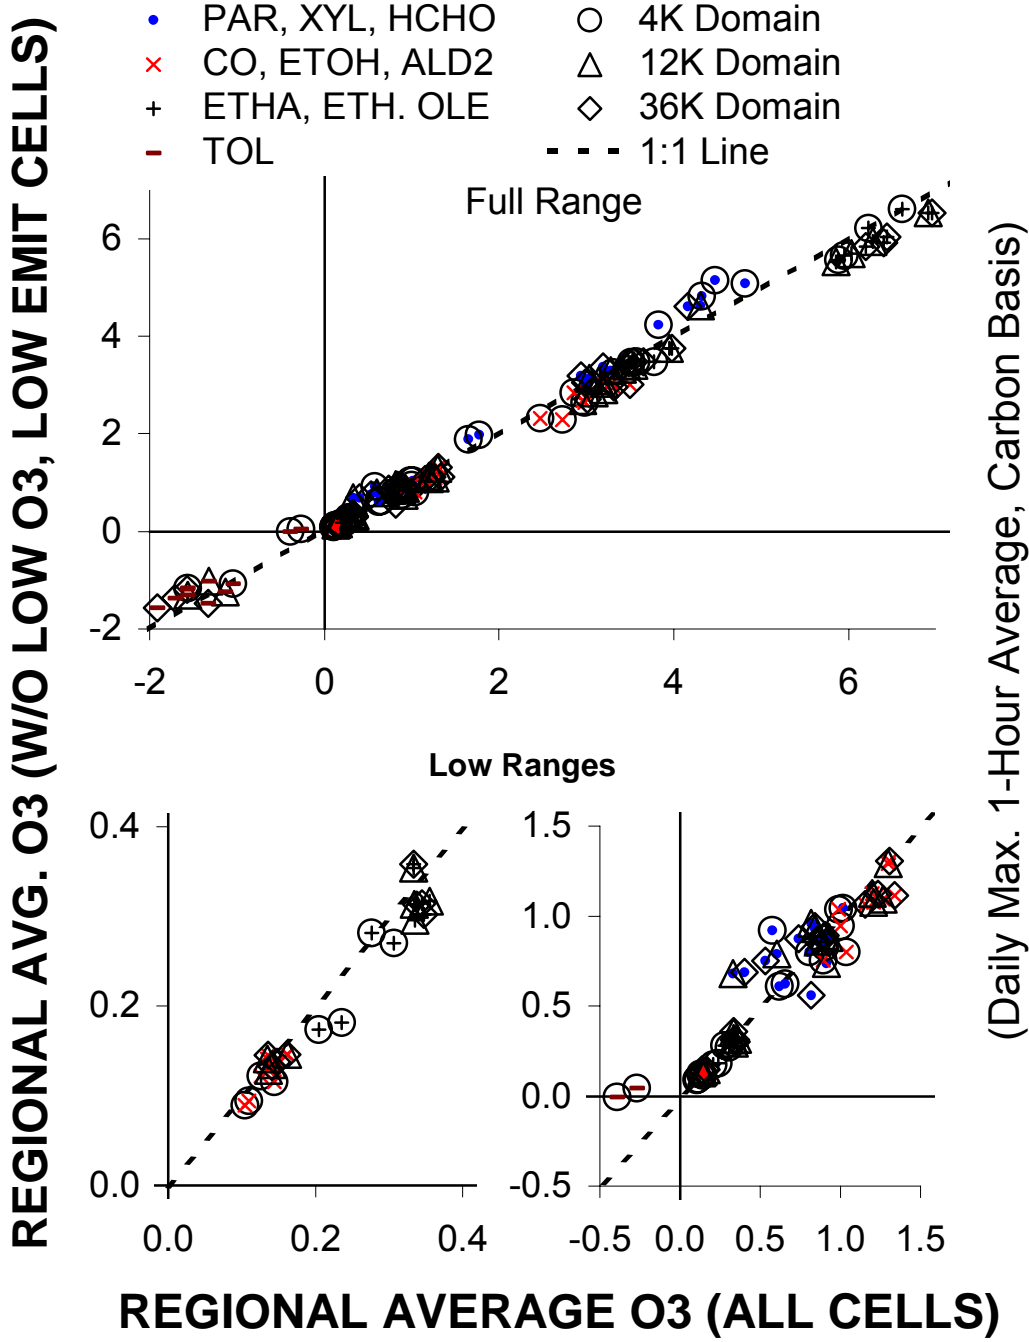 PAR, XYL, HCHO
4K Domain
CO, ETOH, ALD2
12K Domain
ETHA, ETH. OLE
36K Domain
TOL
1:1 Line
REGIONAL AVG. O3 (W/O LOW O3, LOW EMIT CELLS)
(Daily Max. 1-Hour Average, Carbon Basis)
Full Range
6
4
2
0
-2
-2 0 2 4 6
Low Ranges
0.4
0.2
0.0
0.0 0.2 0.4
1.5
1.0
0.5
0.0
-0.5
-0.5 0.0 0.5 1.0 1.5
REGIONAL AVERAGE O3 (ALL CELLS)